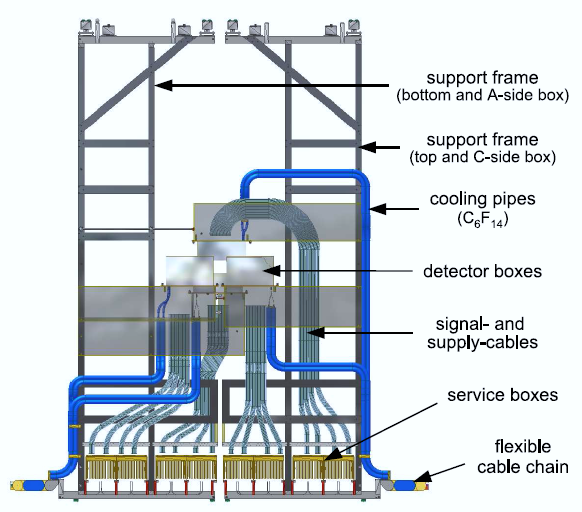 support frame
(bottom and A-side box)
support frame
(top and C-side box)
cooling pipes
(C₆F₁₄)
detector boxes
signal- and
supply-cables
service boxes
flexible
cable chain